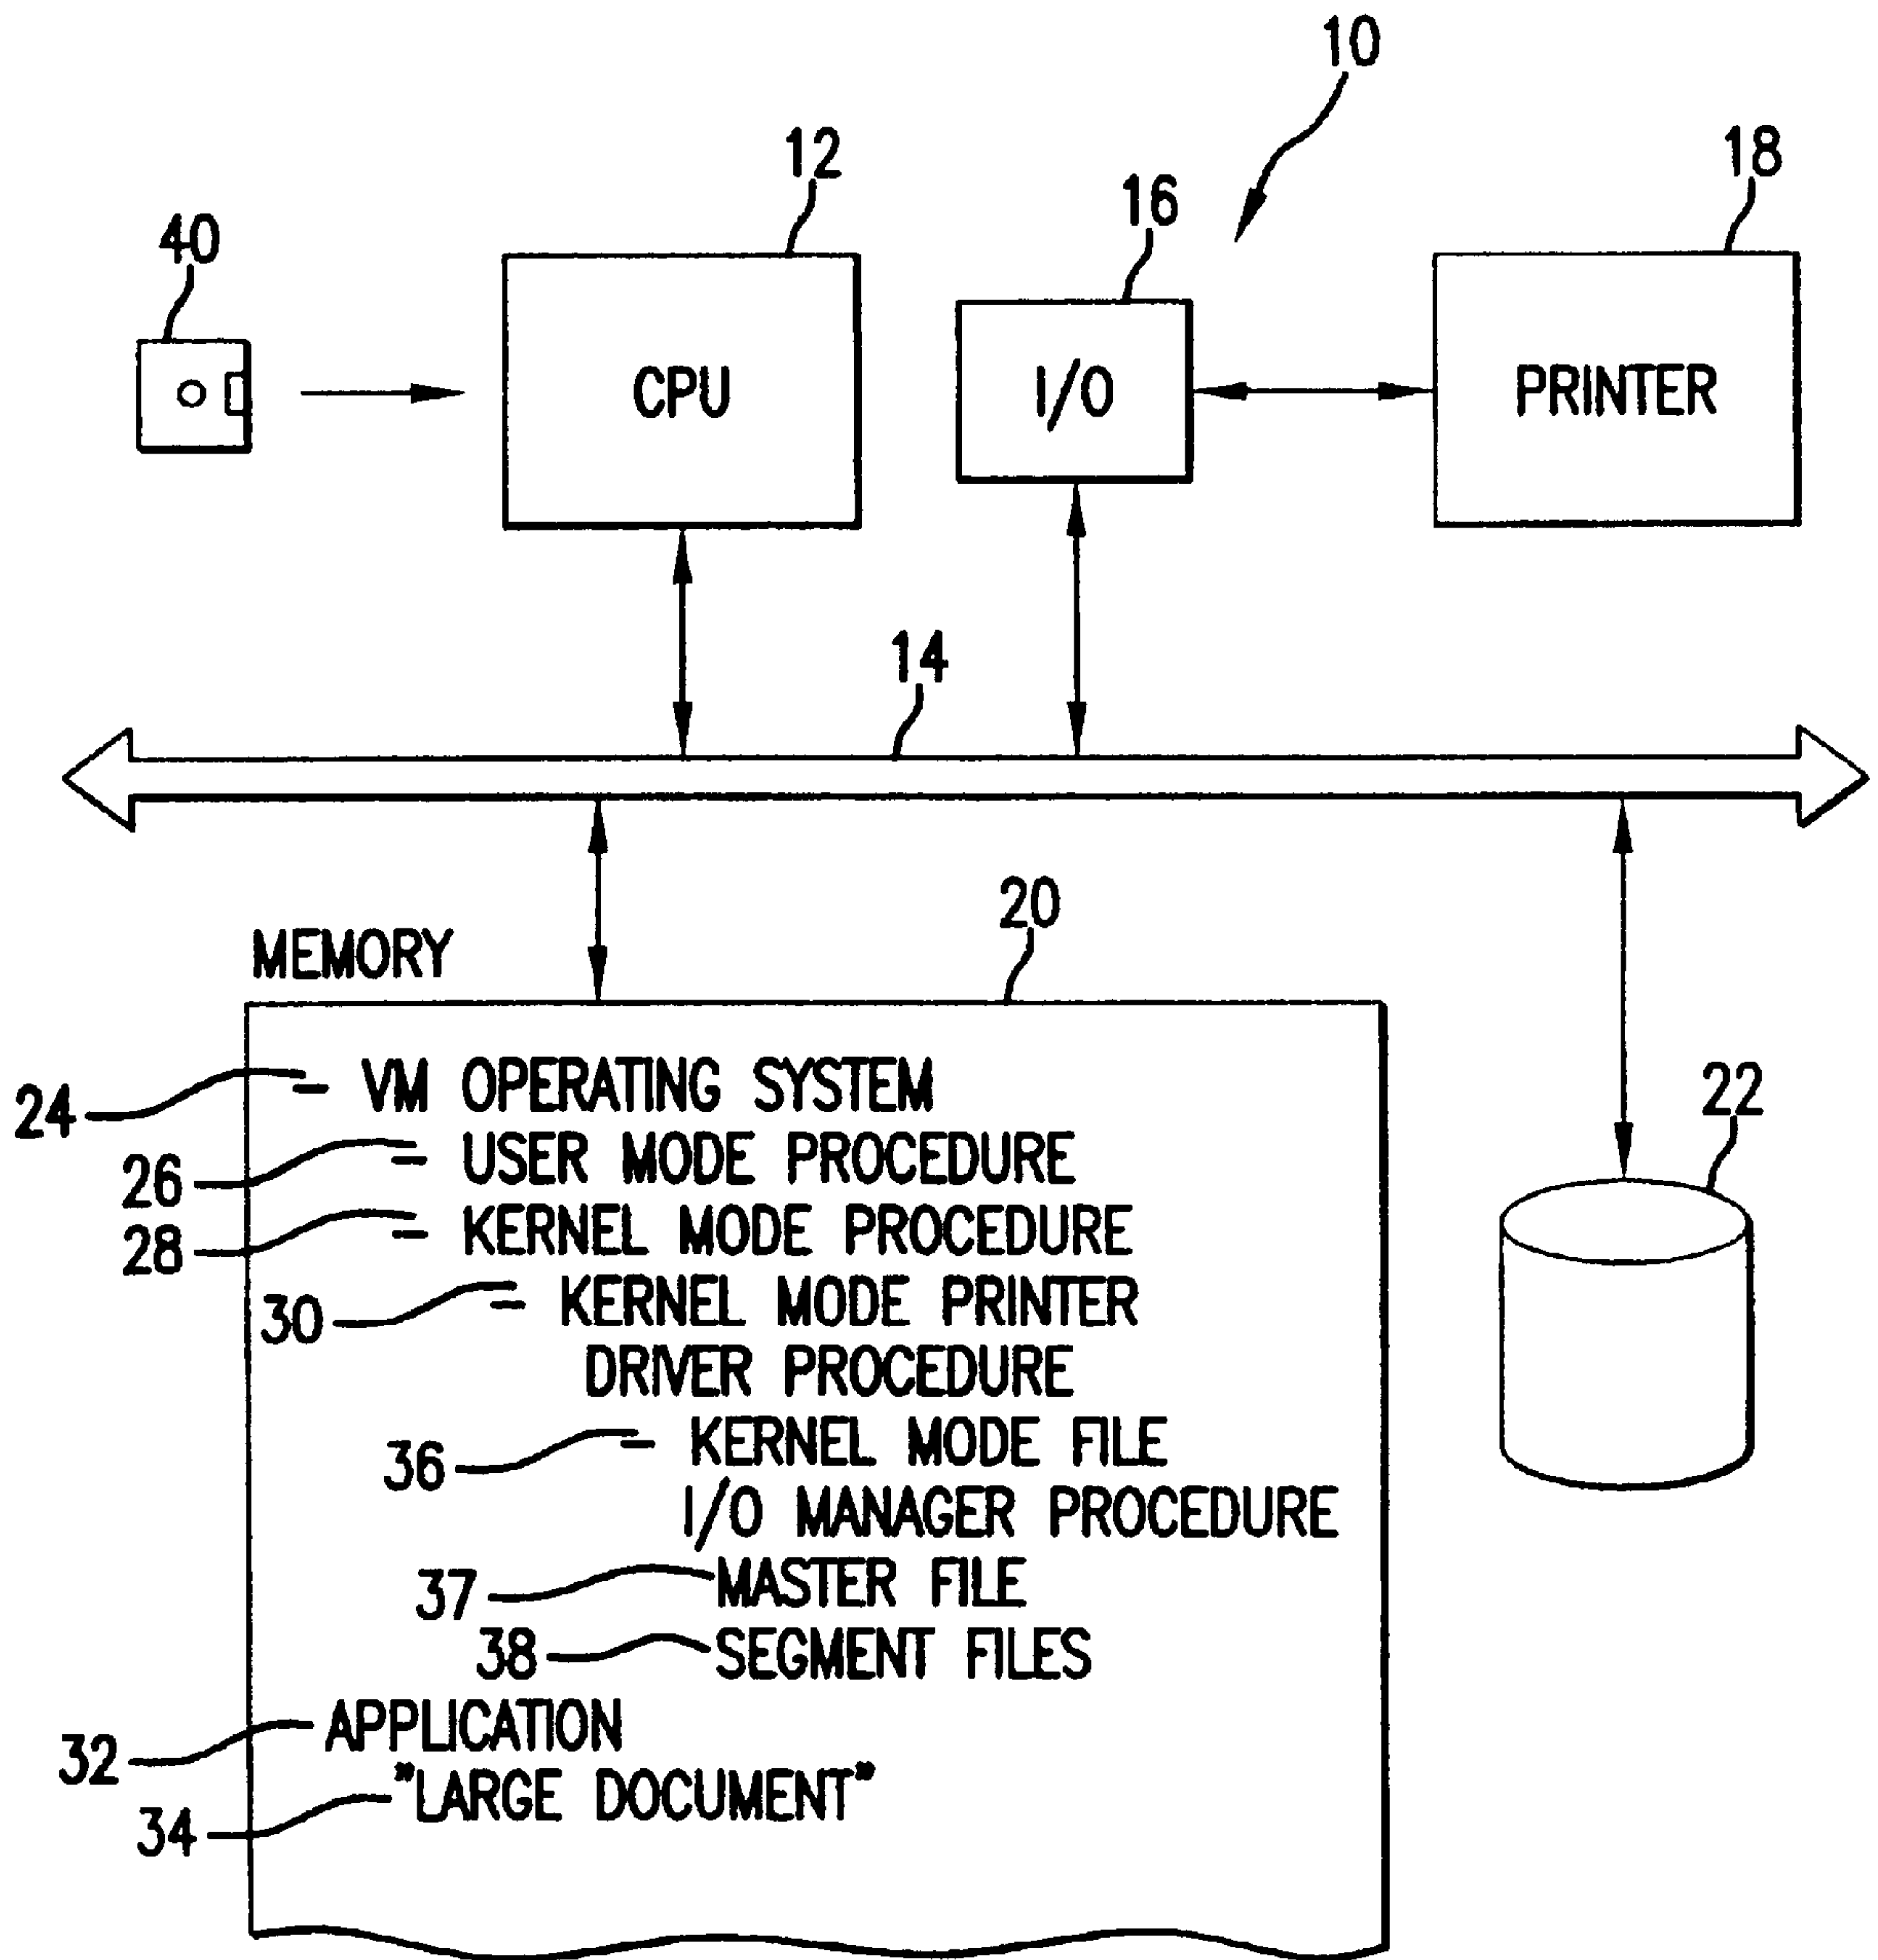 10
12
18
16
40
CPU
I/O
PRINTER
14
20
MEMORY
24 - VM OPERATING SYSTEM
22
26 - USER MODE PROCEDURE
28 - KERNEL MODE PROCEDURE
30 - KERNEL MODE PRINTER
DRIVER PROCEDURE
36 - KERNEL MODE FILE
I/O MANAGER PROCEDURE
37 MASTER FILE
38 SEGMENT FILES
32 APPLICATION
34 "LARGE DOCUMENT"